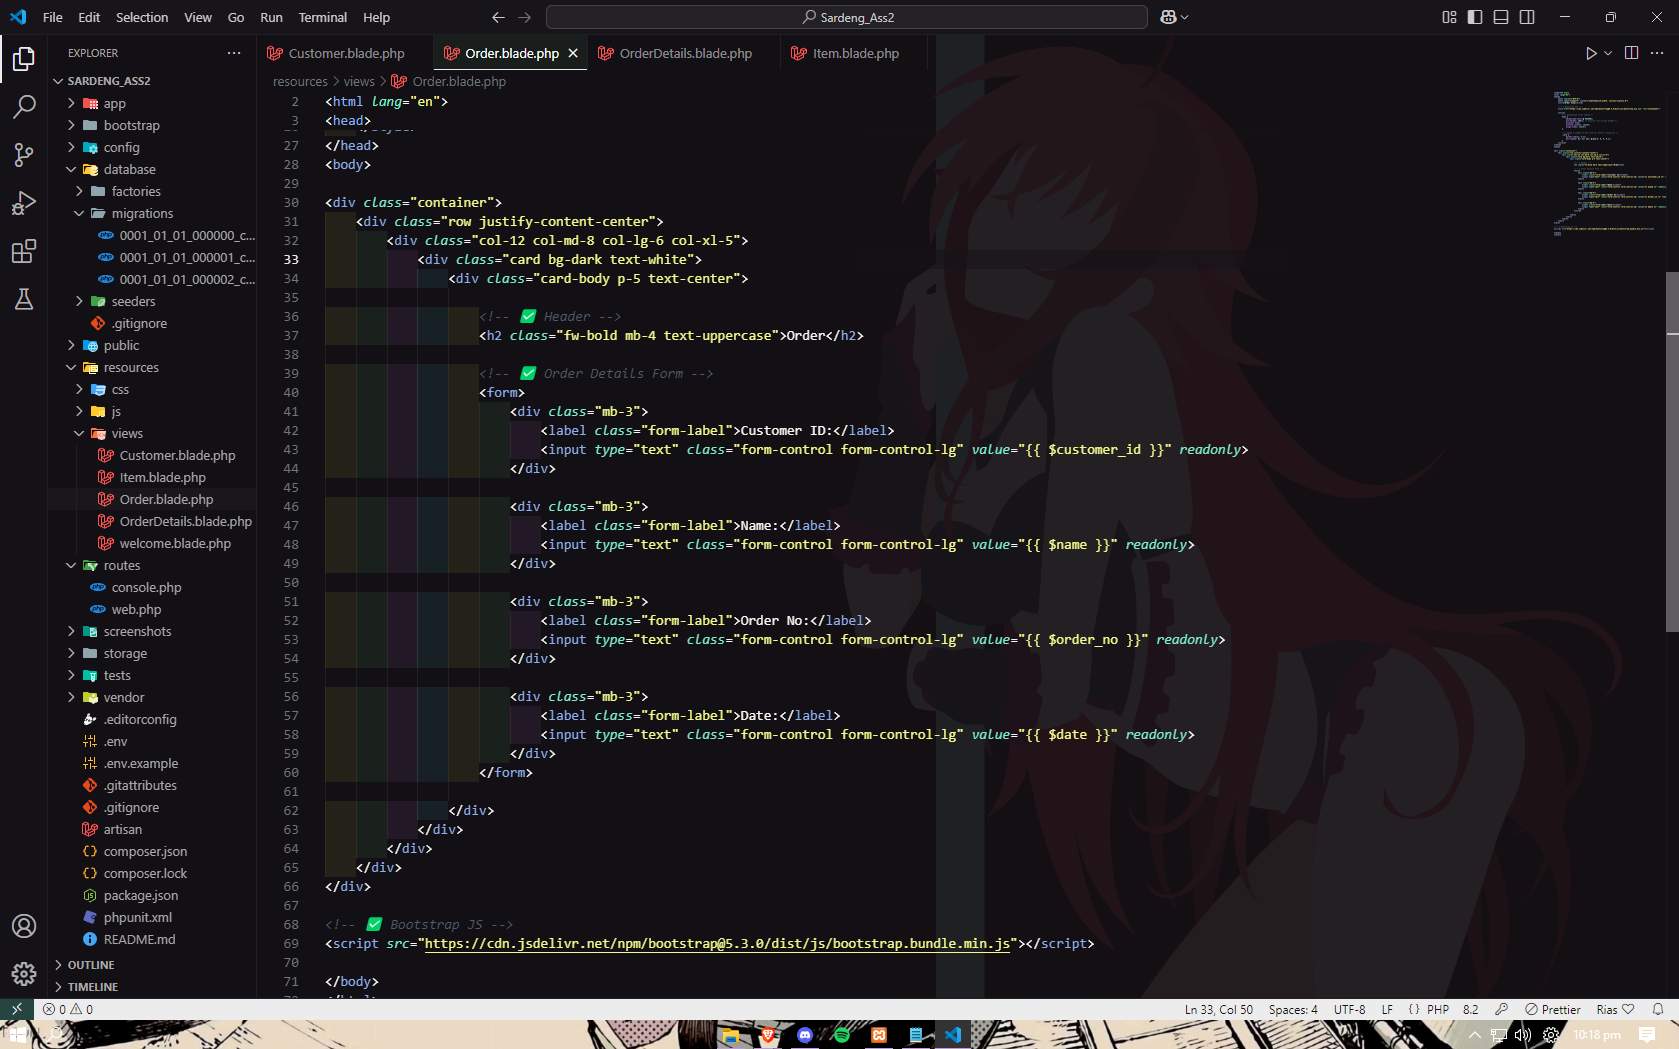 File Edit Selection View Go Run Terminal Help
Sardeng_Ass2
EXPLORER
SARDENG_ASS2
app
bootstrap
config
database
factories
migrations
0001_01_01_000000_c...
0001_01_01_000001_c...
0001_01_01_000002_c...
seeders
.gitignore
public
resources
css
js
views
Customer.blade.php
Item.blade.php
Order.blade.php
OrderDetails.blade.php
welcome.blade.php
routes
console.php
web.php
screenshots
storage
tests
vendor
.editorconfig
.env
.env.example
.gitattributes
.gitignore
artisan
composer.json
composer.lock
package.json
phpunit.xml
README.md
OUTLINE
TIMELINE
Customer.blade.php Order.blade.php OrderDetails.blade.php Item.blade.php
resources > views > Order.blade.php
2 <html lang="en">
3 <head>
27 </head>
28 <body>
29
30 <div class="container">
31 <div class="row justify-content-center">
32 <div class="col-12 col-md-8 col-lg-6 col-xl-5">
33 <div class="card bg-dark text-white">
34 <div class="card-body p-5 text-center">
35
36 <!-- ✅ Header -->
37 <h2 class="fw-bold mb-4 text-uppercase">Order</h2>
38
39 <!-- ✅ Order Details Form -->
40 <form>
41 <div class="mb-3">
42 <label class="form-label">Customer ID:</label>
43 <input type="text" class="form-control form-control-lg" value="{{ $customer_id }}" readonly>
44 </div>
45
46 <div class="mb-3">
47 <label class="form-label">Name:</label>
48 <input type="text" class="form-control form-control-lg" value="{{ $name }}" readonly>
49 </div>
50
51 <div class="mb-3">
52 <label class="form-label">Order No:</label>
53 <input type="text" class="form-control form-control-lg" value="{{ $order_no }}" readonly>
54 </div>
55
56 <div class="mb-3">
57 <label class="form-label">Date:</label>
58 <input type="text" class="form-control form-control-lg" value="{{ $date }}" readonly>
59 </div>
60 </form>
61
62 </div>
63 </div>
64 </div>
65 </div>
66 </div>
67
68 <!-- ✅ Bootstrap JS -->
69 <script src="https://cdn.jsdelivr.net/npm/bootstrap@5.3.0/dist/js/bootstrap.bundle.min.js"></script>
70
71 </body>
0 0 Ln 33, Col 50 Spaces: 4 UTF-8 LF { } PHP 8.2 Prettier Rias ♡
10:18 pm